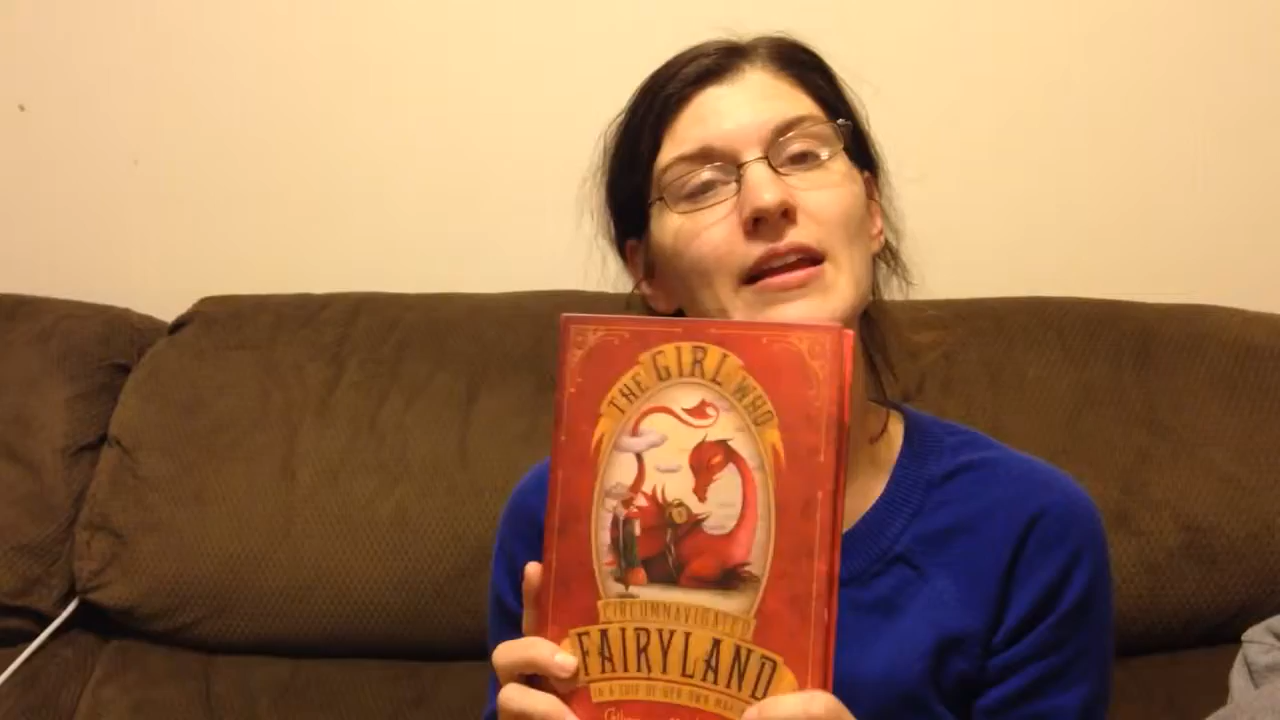 THE GIRL WHO
CIRCUMNAVIGATED
FAIRYLAND
IN A SHIP OF HER OWN MAKING